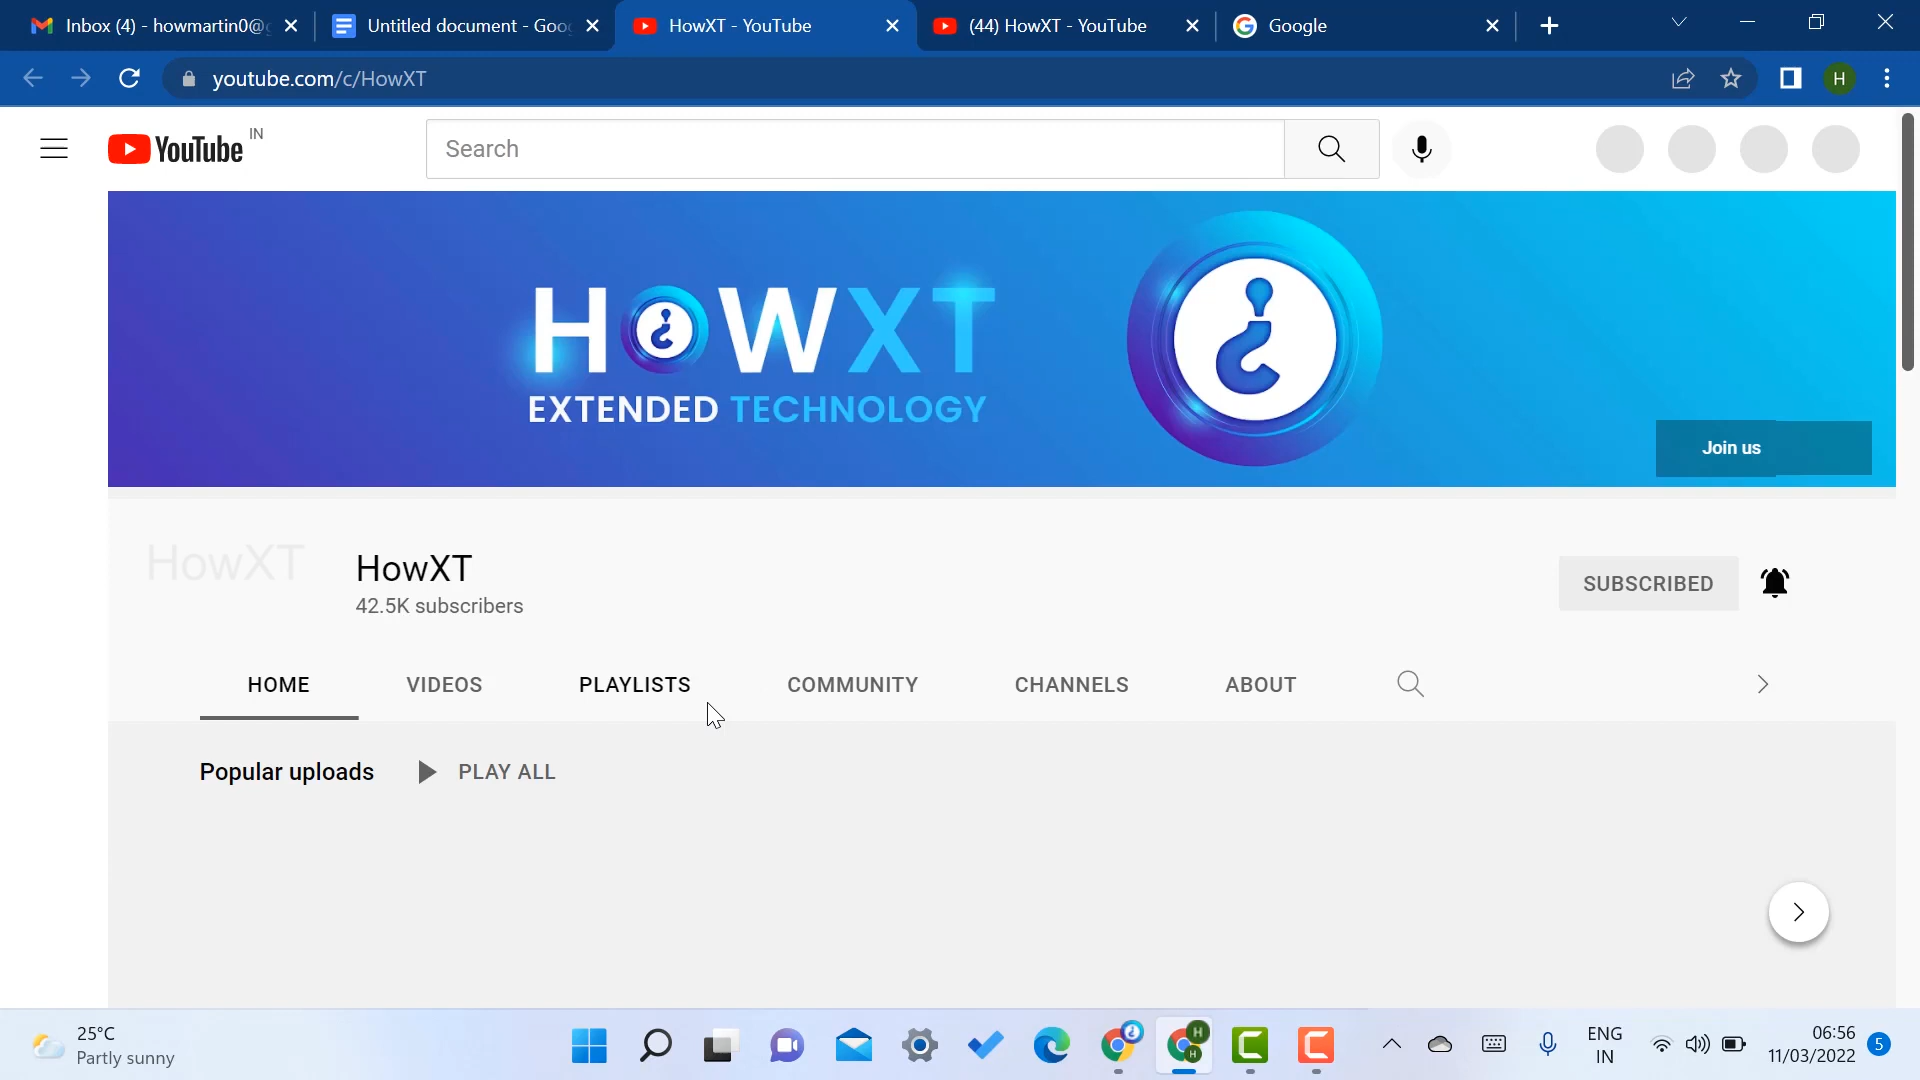 Inbox (4) - howmartin0@g
Untitled document - Goo
HowXT - YouTube
(44) HowXT - YouTube
Google
youtube.com/c/HowXT
H
YouTube IN
Search
HOWXT
EXTENDED TECHNOLOGY
Join us
HowXT
HowXT
42.5K subscribers
SUBSCRIBED
HOME
VIDEOS
PLAYLISTS
COMMUNITY
CHANNELS
ABOUT
Popular uploads
PLAY ALL
25°C
Partly sunny
H
H
ENG
IN
06:56
11/03/2022
5